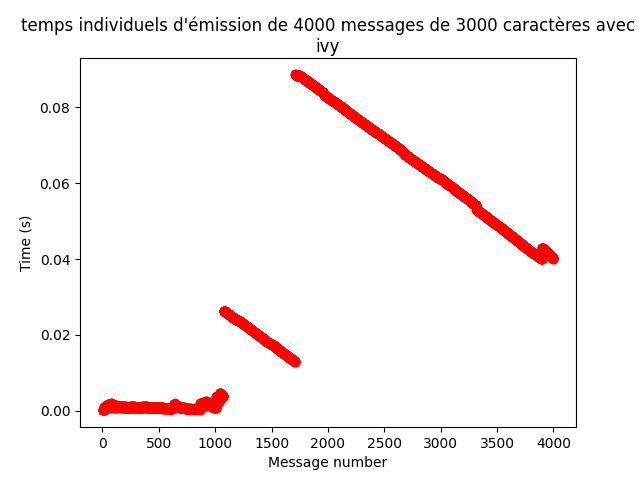 temps individuels d'émission de 4000 messages de 3000 caractères avec
ivy
0.08
0.06
0.04
0.02
0.00
Time (s)
0 500 1000 1500 2000 2500 3000 3500 4000
Message number